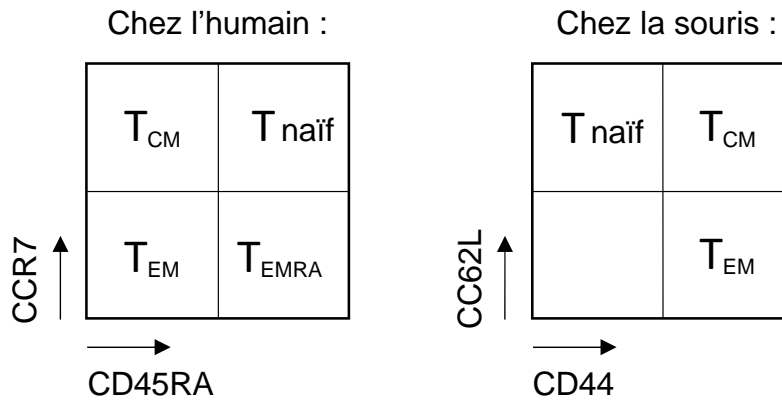 Chez l'humain :
TCM
T naïf
TEM
TEMRA
CCR7
CD45RA
Chez la souris :
T naïf
TCM
TEM
CC62L
CD44